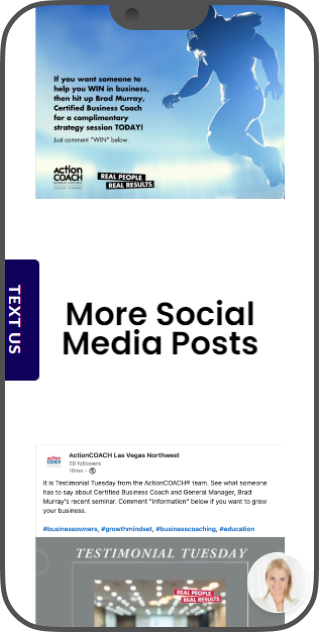 If you want someone to
help you WIN in business,
then hit up Brad Murray,
Certified Business Coach
for a complimentary
strategy session TODAY!
Just comment "WIN" below.
ACTION
COACH
REAL PEOPLE
REAL RESULTS
TEXT US
More Social
Media Posts
ActionCOACH Las Vegas Northwest
59 followers
It is Testimonial Tuesday from the ActionCOACH® team. See what someone
has to say about Certified Business Coach and General Manager, Brad
Murray's recent seminar. Comment "Information" below if you want to grow
your business.
#businessowners, #growthmindset, #businesscoaching, #education
TESTIMONIAL TUESDAY
REAL PEOPLE
REAL RESULTS